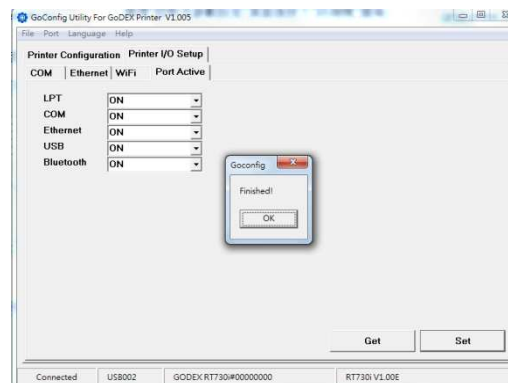 GoConfig Utility For GoDEX Printer V1.005
File Port Language Help
Printer Configuration Printer I/O Setup
COM Ethernet WiFi Port Active
LPT ON
COM ON
Ethernet ON
USB ON
Bluetooth ON
Goconfig
Finished!
OK
Get Set
Connected USB002 GODEX RT730i#00000000 RT730i V1.00E